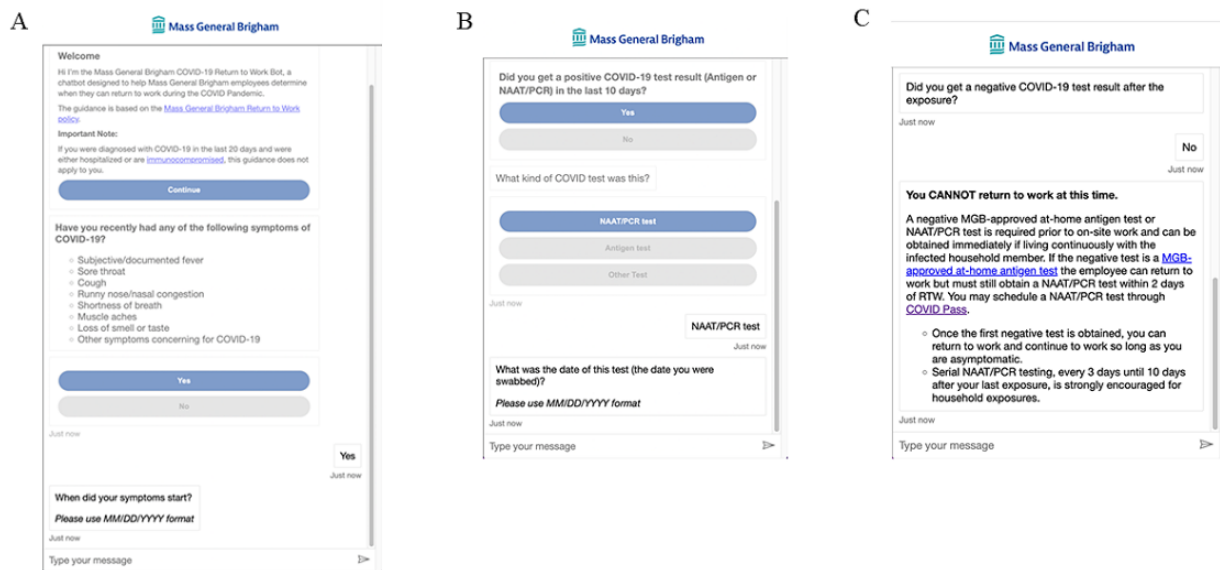 A
Mass General Brigham
Welcome
Hi I'm the Mass General Brigham COVID-19 Return to Work Bot, a
chatbot designed to help Mass General Brigham employees determine
when they can return to work during the COVID Pandemic.
The guidance is based on the Mass General Brigham Return to Work
policy.
Important Note:
If you were diagnosed with COVID-19 in the last 20 days and were
either hospitalized or are immunocompromised, this guidance does not
apply to you.
Continue
Have you recently had any of the following symptoms of
COVID-19?
Subjective/documented fever
Sore throat
Cough
Runny nose/nasal congestion
Shortness of breath
Muscle aches
Loss of smell or taste
Other symptoms concerning for COVID-19
Yes
No
Just now
Yes
Just now
When did your symptoms start?
Please use MM/DD/YYYY format
Just now
Type your message
B
Mass General Brigham
Did you get a positive COVID-19 test result (Antigen or
NAAT/PCR) in the last 10 days?
Yes
No
What kind of COVID test was this?
NAAT/PCR test
Antigen test
Other Test
Just now
NAAT/PCR test
Just now
What was the date of this test (the date you were
swabbed)?
Please use MM/DD/YYYY format
Just now
Type your message
C
Mass General Brigham
Did you get a negative COVID-19 test result after the
exposure?
Just now
No
Just now
You CANNOT return to work at this time.
A negative MGB-approved at-home antigen test or
NAAT/PCR test is required prior to on-site work and can be
obtained immediately if living continuously with the
infected household member. If the negative test is a MGB-
approved at-home antigen test the employee can return to
work but must still obtain a NAAT/PCR test within 2 days
of RTW. You may schedule a NAAT/PCR test through
COVID Pass.
Once the first negative test is obtained, you can
return to work and continue to work so long as you
are asymptomatic.
Serial NAAT/PCR testing, every 3 days until 10 days
after your last exposure, is strongly encouraged for
household exposures.
Just now
Type your message